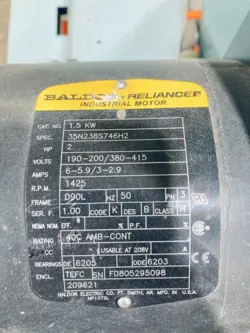 BALDOR - RELIANCER
INDUSTRIAL MOTOR
CAT. NO. 1.5 KW
SPEC. 35N238S746H2
HP 2
VOLTS 190-200/380-415
AMPS 6-5.9/3-2.9
R.P.M. 1425
FRAME D90L HZ 50 PH 3
SER. F. 1.00 CODE K DES B CLASS
NEMA NOM. EFF. % P.F. %
RATING 40C AMB-CONT
CC USABLE AT 208V A
BEARINGS DE 6205 ODE 6203
ENCL. TEFC SN F0805295098
209621
BALDOR ELECTRIC CO. FT. SMITH, AR. MFG. IN U.S.A.